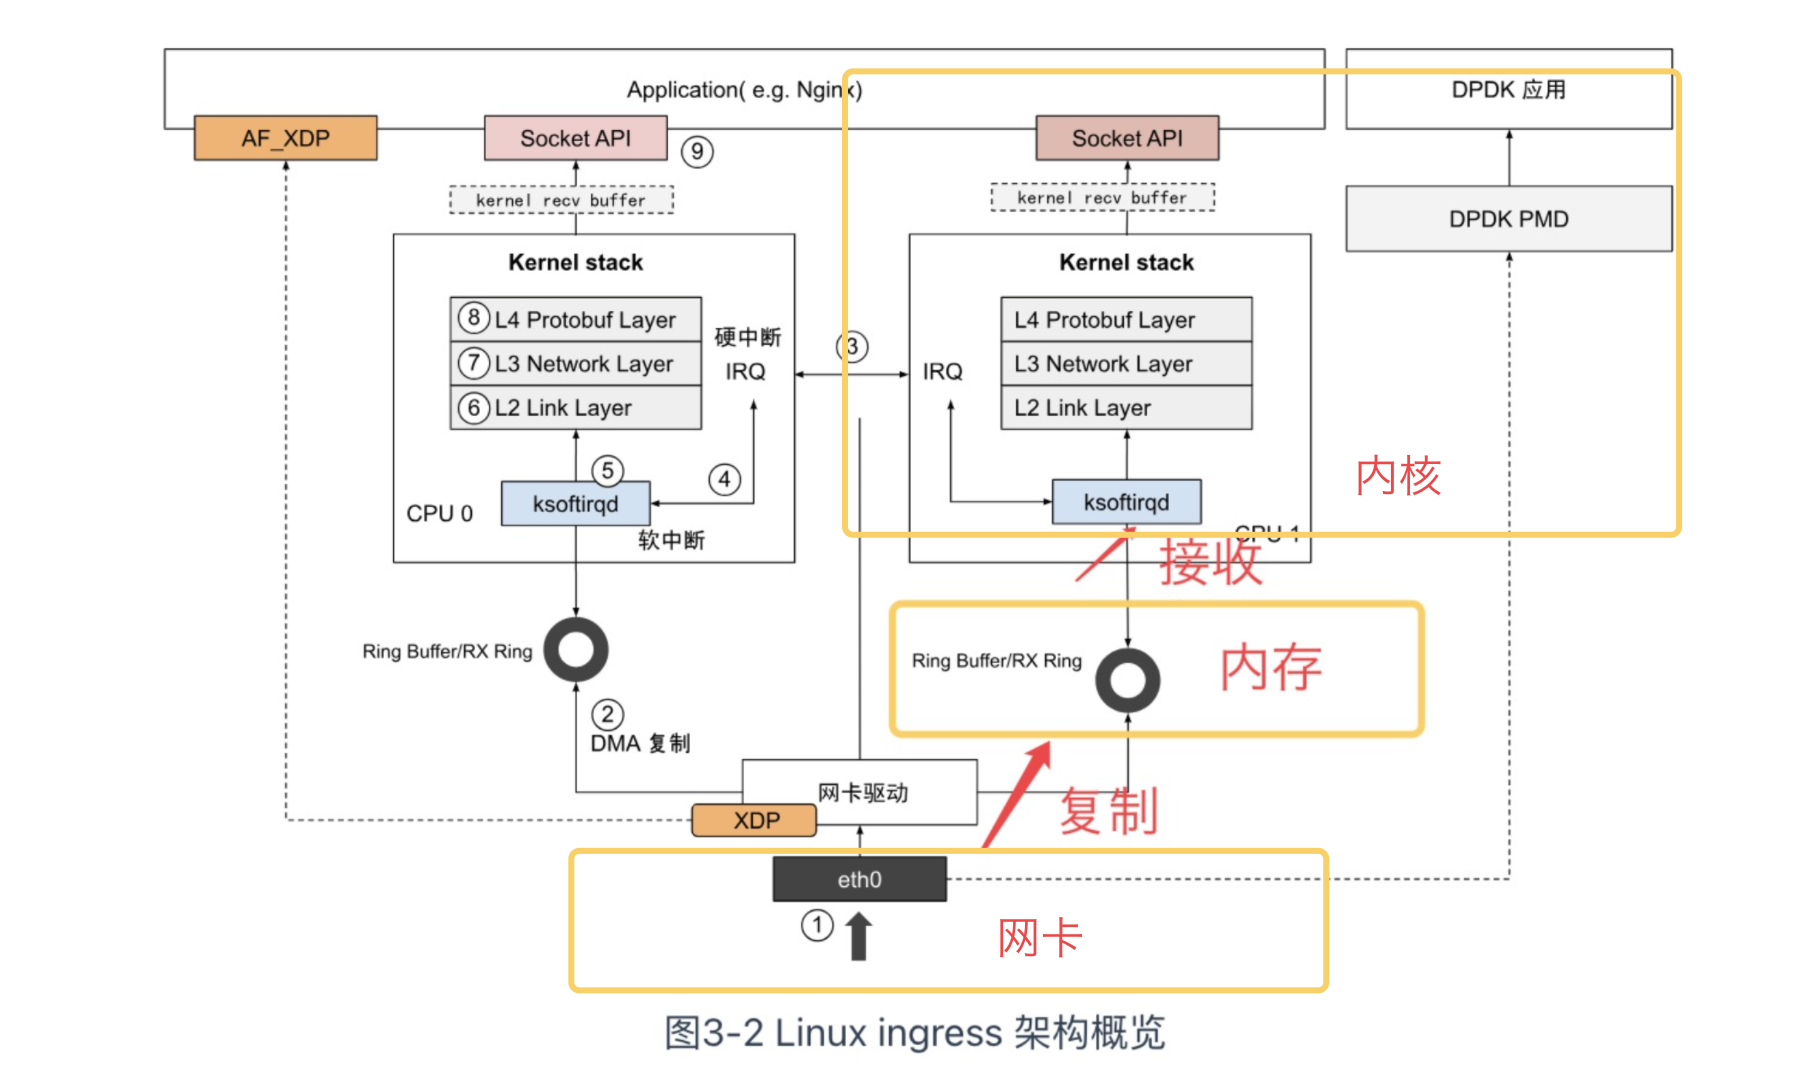 Application( e.g. Nginx)
DPDK 应用
AF_XDP
Socket API
⑨
Socket API
kernel recv buffer
kernel recv buffer
DPDK PMD
Kernel stack
Kernel stack
⑧ L4 Protobuf Layer
硬中断
③
L4 Protobuf Layer
⑦ L3 Network Layer
IRQ
IRQ
L3 Network Layer
⑥ L2 Link Layer
L2 Link Layer
内核
⑤
④
ksoftirqd
ksoftirqd
CPU 0
软中断
CPU 1
接收
Ring Buffer/RX Ring
Ring Buffer/RX Ring
内存
②
DMA 复制
网卡驱动
复制
XDP
eth0
①
网卡
图3-2 Linux ingress 架构概览